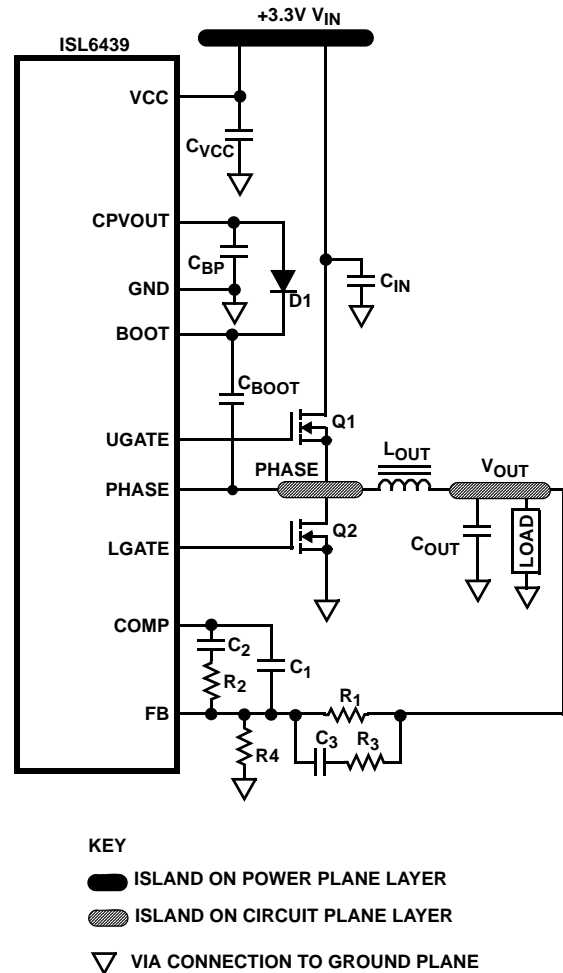 +3.3V VIN
ISL6439
VCC
CVCC
CPVOUT
CBP
GND
D1
CIN
BOOT
CBOOT
Q1
UGATE
LOUT
PHASE
VOUT
PHASE
Q2
COUT
LOAD
LGATE
COMP
C2
C1
R2
R1
FB
C3
R3
R4
KEY
ISLAND ON POWER PLANE LAYER
ISLAND ON CIRCUIT PLANE LAYER
VIA CONNECTION TO GROUND PLANE